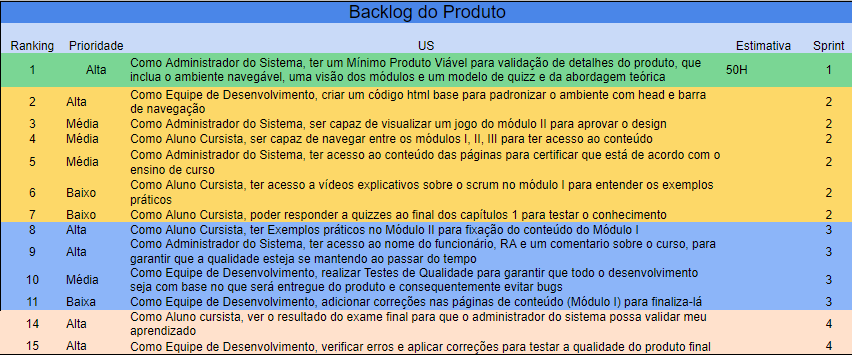 Backlog do Produto
Ranking Prioridade US Estimativa Sprint
1 Alta Como Administrador do Sistema, ter um Mínimo Produto Viável para validação de detalhes do produto, que 50H 1
inclua o ambiente navegável, uma visão dos módulos e um modelo de quizz e da abordagem teórica
2 Alta Como Equipe de Desenvolvimento, criar um código html base para padronizar o ambiente com head e barra 2
de navegação
3 Média Como Administrador do Sistema, ser capaz de visualizar um jogo do módulo II para aprovar o design 2
4 Média Como Aluno Cursista, ser capaz de navegar entre os módulos I, II, III para ter acesso ao conteúdo 2
5 Média Como Administrador do Sistema, ter acesso ao conteúdo das páginas para certificar que está de acordo com o 2
ensino de curso
6 Baixo Como Aluno Cursista, ter acesso a vídeos explicativos sobre o scrum no módulo I para entender os exemplos 2
práticos
7 Baixo Como Aluno Cursista, poder responder a quizzes ao final dos capítulos 1 para testar o conhecimento 2
8 Alta Como Aluno Cursista, ter Exemplos práticos no Módulo II para fixação do conteúdo do Módulo I 3
9 Alta Como Administrador do Sistema, ter acesso ao nome do funcionário, RA e um comentario sobre o curso, para 3
garantir que a qualidade esteja se mantendo ao passar do tempo
10 Média Como Equipe de Desenvolvimento, realizar Testes de Qualidade para garantir que todo o desenvolvimento 3
seja com base no que será entregue do produto e consequentemente evitar bugs
11 Baixa Como Equipe de Desenvolvimento, adicionar correções nas páginas de conteúdo (Módulo I) para finalizá-lá 3
14 Alta Como Aluno cursista, ver o resultado do exame final para que o administrador do sistema possa validar meu 4
aprendizado
15 Alta Como Equipe de Desenvolvimento, verificar erros e aplicar correções para testar a qualidade do produto final 4